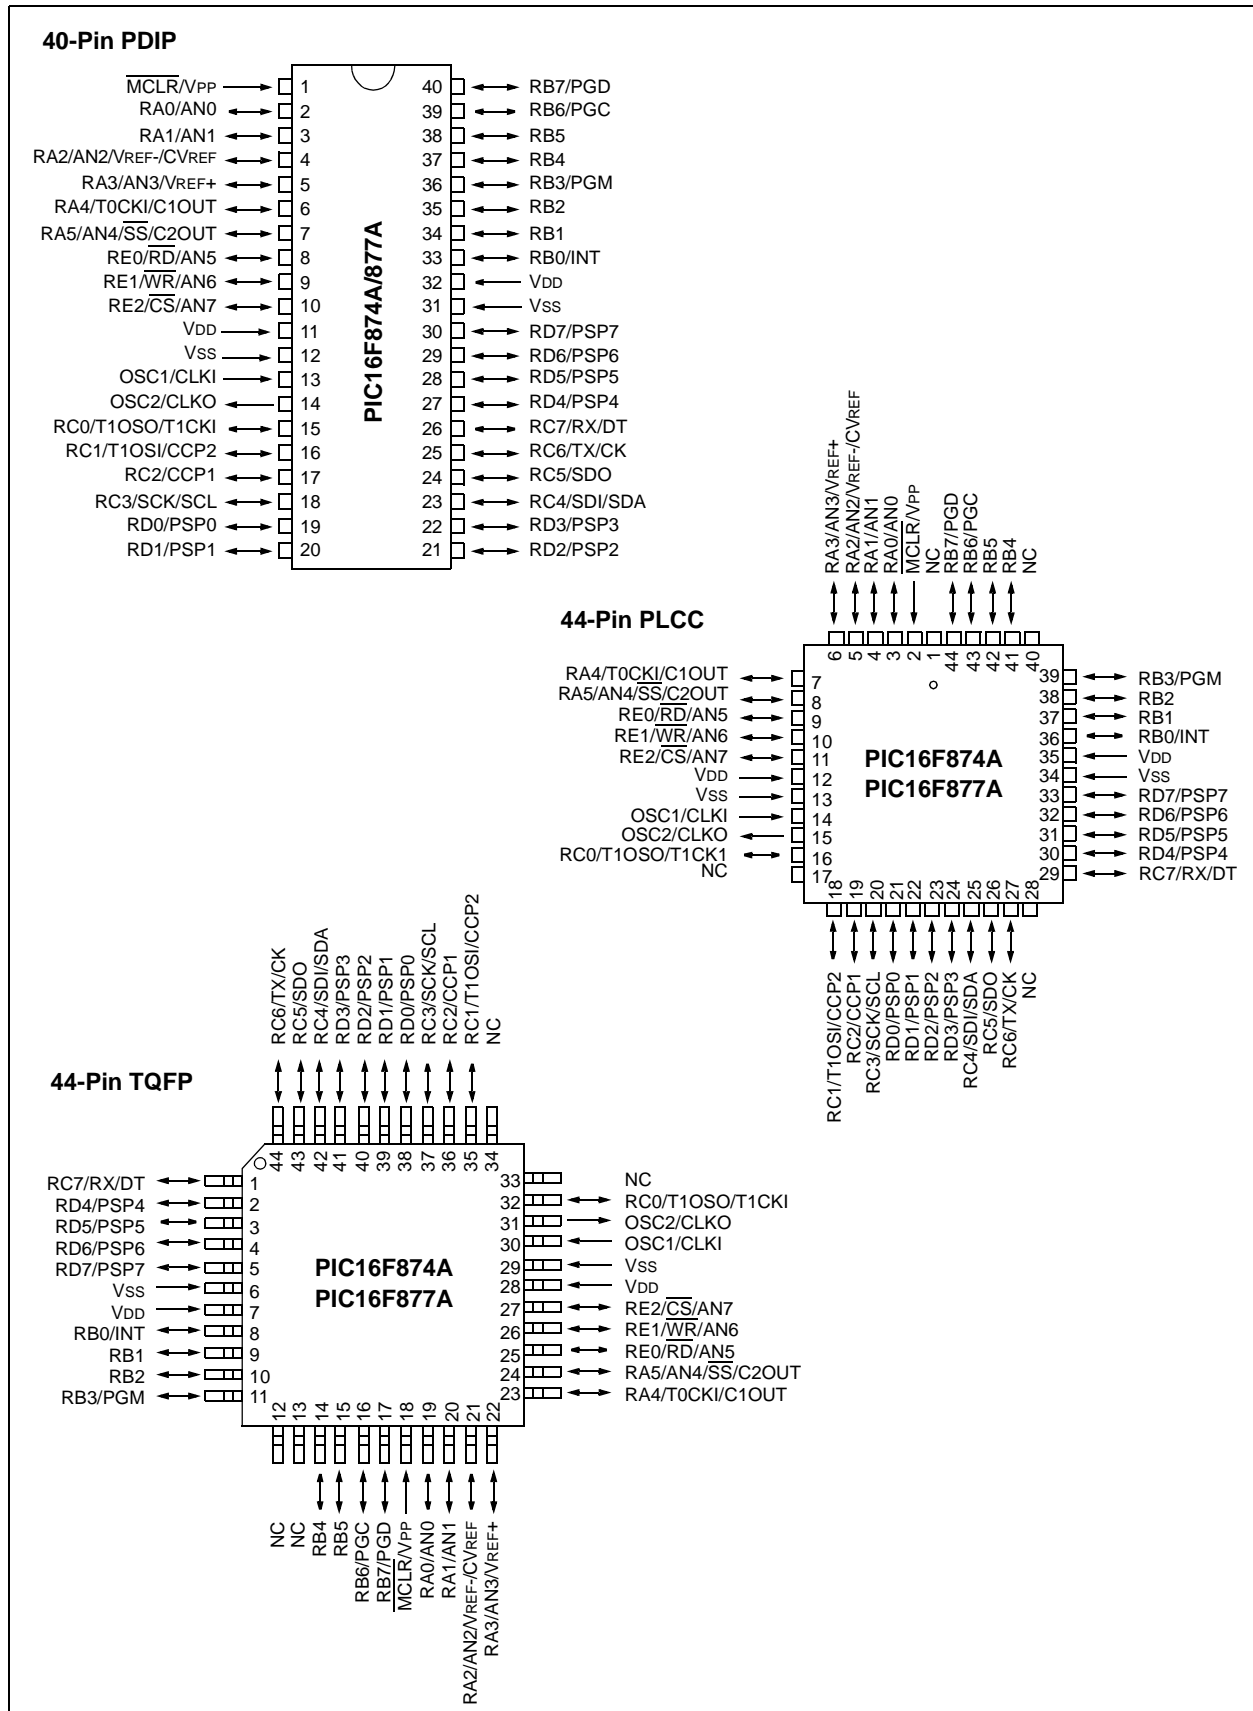 40-Pin PDIP
MCLR/VPP 1 40 RB7/PGD
RA0/AN0 2 39 RB6/PGC
RA1/AN1 3 38 RB5
RA2/AN2/VREF-/CVREF 4 37 RB4
RA3/AN3/VREF+ 5 36 RB3/PGM
RA4/T0CKI/C1OUT 6 35 RB2
RA5/AN4/SS/C2OUT 7 34 RB1
RE0/RD/AN5 8 33 RB0/INT
RE1/WR/AN6 9 32 VDD
RE2/CS/AN7 10 31 VSS
VDD 11 30 RD7/PSP7
VSS 12 29 RD6/PSP6
OSC1/CLKI 13 28 RD5/PSP5
OSC2/CLKO 14 27 RD4/PSP4
RC0/T1OSO/T1CKI 15 26 RC7/RX/DT
RC1/T1OSI/CCP2 16 25 RC6/TX/CK
RC2/CCP1 17 24 RC5/SDO
RC3/SCK/SCL 18 23 RC4/SDI/SDA
RD0/PSP0 19 22 RD3/PSP3
RD1/PSP1 20 21 RD2/PSP2
PIC16F874A/877A
44-Pin PLCC
RA3/AN3/VREF+
RA2/AN2/VREF-/CVREF
RA1/AN1
RA0/AN0
MCLR/VPP
NC
RB7/PGD
RB6/PGC
RB5
RB4
NC
6 5 4 3 2 1 44 43 42 41 40
RA4/T0CKI/C1OUT 7 39 RB3/PGM
RA5/AN4/SS/C2OUT 8 38 RB2
RE0/RD/AN5 9 37 RB1
RE1/WR/AN6 10 36 RB0/INT
RE2/CS/AN7 11 35 VDD
VDD 12 34 VSS
VSS 13 33 RD7/PSP7
OSC1/CLKI 14 32 RD6/PSP6
OSC2/CLKO 15 31 RD5/PSP5
RC0/T1OSO/T1CK1 16 30 RD4/PSP4
NC 17 29 RC7/RX/DT
PIC16F874A
PIC16F877A
18 19 20 21 22 23 24 25 26 27 28
RC1/T1OSI/CCP2
RC2/CCP1
RC3/SCK/SCL
RD0/PSP0
RD1/PSP1
RD2/PSP2
RD3/PSP3
RC4/SDI/SDA
RC5/SDO
RC6/TX/CK
NC
44-Pin TQFP
RC6/TX/CK
RC5/SDO
RC4/SDI/SDA
RD3/PSP3
RD2/PSP2
RD1/PSP1
RD0/PSP0
RC3/SCK/SCL
RC2/CCP1
RC1/T1OSI/CCP2
NC
44 43 42 41 40 39 38 37 36 35 34
RC7/RX/DT 1 33 NC
RD4/PSP4 2 32 RC0/T1OSO/T1CKI
RD5/PSP5 3 31 OSC2/CLKO
RD6/PSP6 4 30 OSC1/CLKI
RD7/PSP7 5 29 VSS
VSS 6 28 VDD
VDD 7 27 RE2/CS/AN7
RB0/INT 8 26 RE1/WR/AN6
RB1 9 25 RE0/RD/AN5
RB2 10 24 RA5/AN4/SS/C2OUT
RB3/PGM 11 23 RA4/T0CKI/C1OUT
PIC16F874A
PIC16F877A
12 13 14 15 16 17 18 19 20 21 22
NC
NC
RB4
RB5
RB6/PGC
RB7/PGD
MCLR/VPP
RA0/AN0
RA1/AN1
RA2/AN2/VREF-/CVREF
RA3/AN3/VREF+